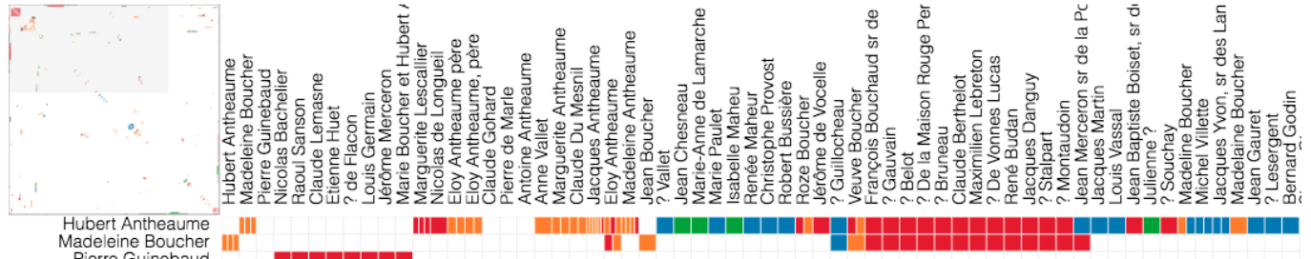 Hubert Antheaume
Madeleine Boucher
Pierre Guinebaud
Nicolas Bachelier
Raoul Sanson
Claude Lemasne
Etienne Huet
? de Flacon
Louis Germain
Jérôme Merceron
Marie Boucher et Hubert
Marguerite Lescallier
Nicolas de Longueil
Eloy Antheaume père
Eloy Antheaume, père
Claude Gohard
Pierre de Marle
Antoine Antheaume
Anne Vallet
Marguerite Antheaume
Claude Du Mesnil
Jacques Antheaume
Eloy Antheaume
Madeleine Antheaume
Jean Boucher
? Vallet
Jean Chesneau
Marie-Anne de Lamarche
Marie Paulet
Isabelle Maheu
Renée Maheur
Christophe Provost
Robert Bussière
Roze Boucher
Jérôme de Vocelle
? Guillocheau
Veuve Boucher
François Bouchaud sr de
? Gauvain
? Belot
? De la Maison Rouge Per
? Bruneau
Claude Berthelot
Maximilien Lebreton
? De Vonnes Lucas
René Budan
Jacques Danguy
? Stalpart
? Montaudoin
Jean Merceron sr de la
Jacques Martin
Louis Vassal
Jean Baptiste Boiset, sr
Julienne ?
? Souchay
Madeline Boucher
Michel Villette
Jacques Yvon, sr des Lan
Madelaine Boucher
Jean Gauret
? Lesergent
Bernard Godin
Hubert Antheaume
Madeleine Boucher
Pierre Guinebaud